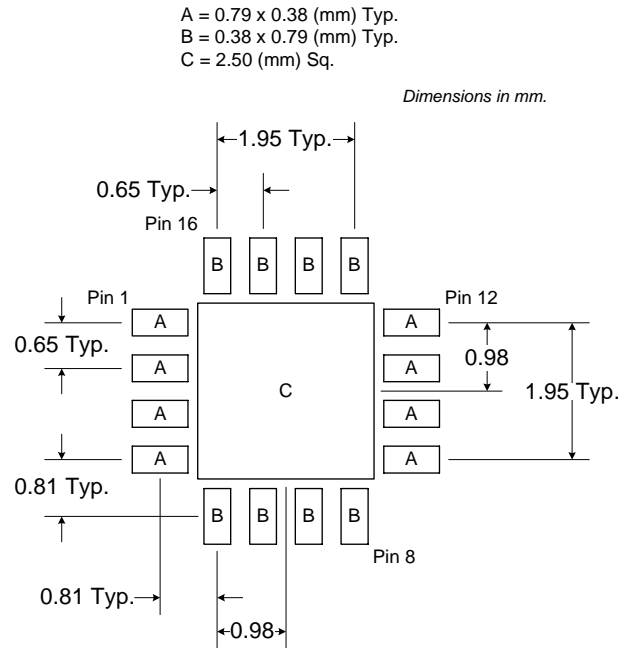 A = 0.79 x 0.38 (mm) Typ.
B = 0.38 x 0.79 (mm) Typ.
C = 2.50 (mm) Sq.
Dimensions in mm.
1.95 Typ.
0.65 Typ.
Pin 16
B B B B
Pin 1
Pin 12
A A
0.65 Typ.
0.98
A A
C
1.95 Typ.
A A
A A
0.81 Typ.
B B B B
Pin 8
0.81 Typ.
0.98